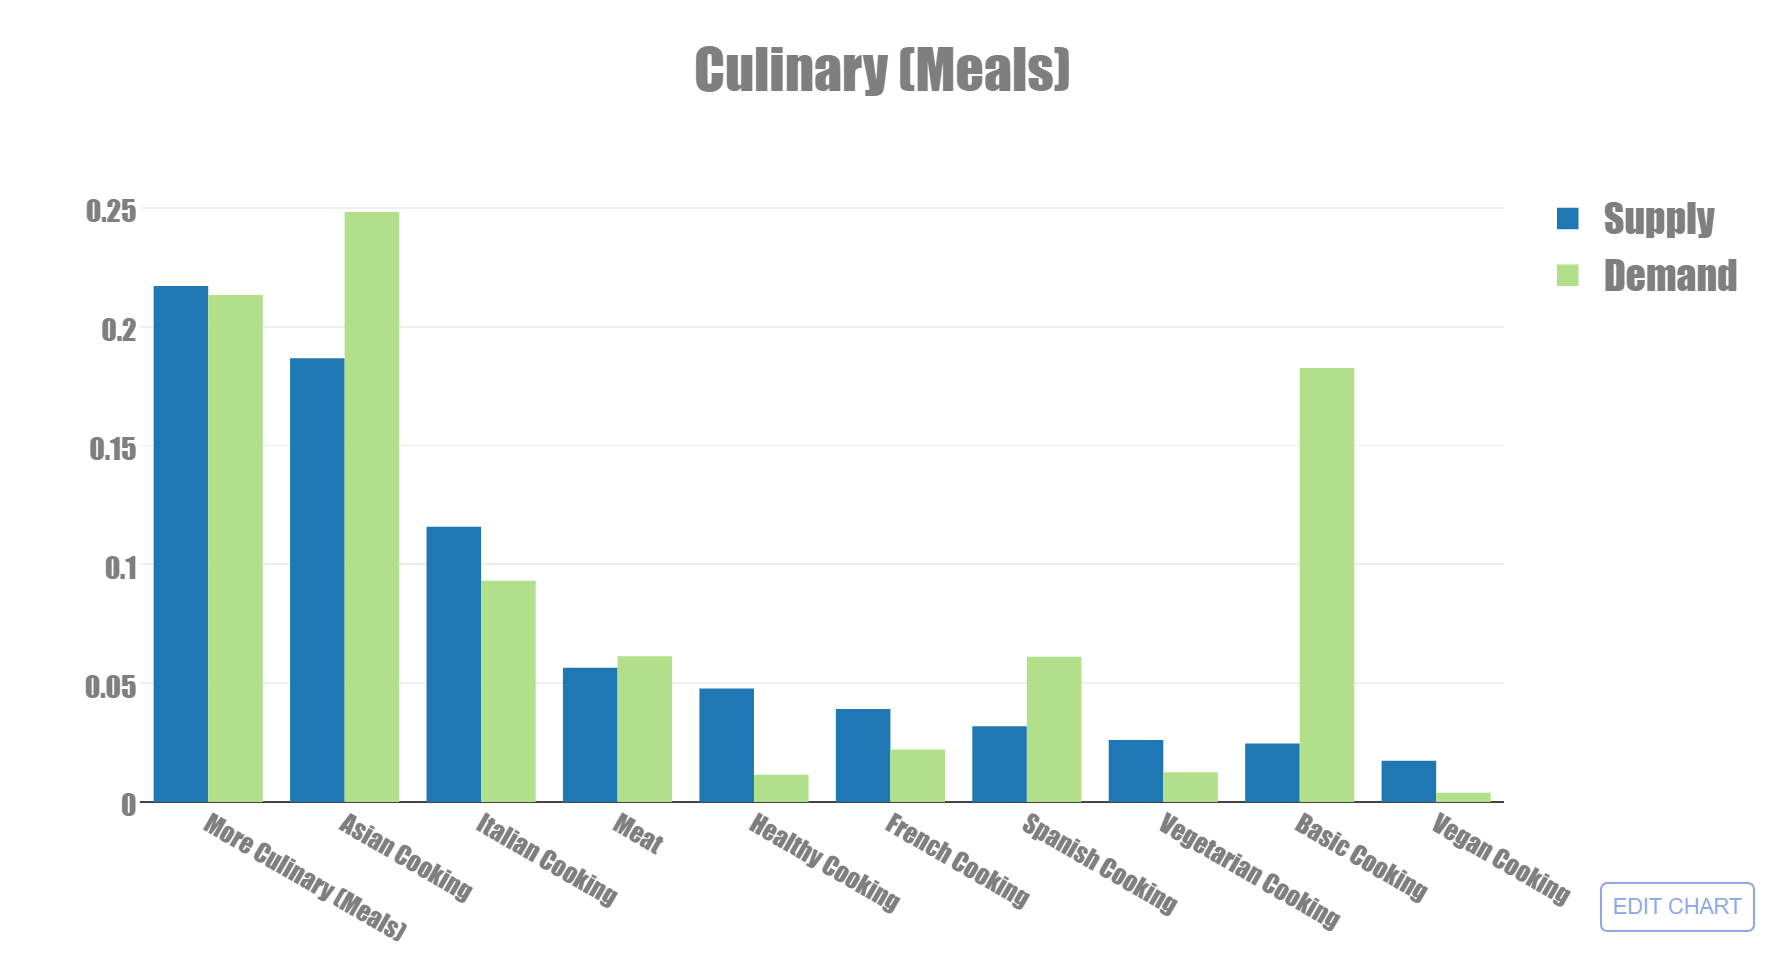 Culinary (Meals)
0.25
0.2
0.15
0.1
0.05
0
Supply
Demand
More Culinary (Meals)
Asian Cooking
Italian Cooking
Meat
Healthy Cooking
French Cooking
Spanish Cooking
Vegetarian Cooking
Basic Cooking
Vegan Cooking
EDIT CHART